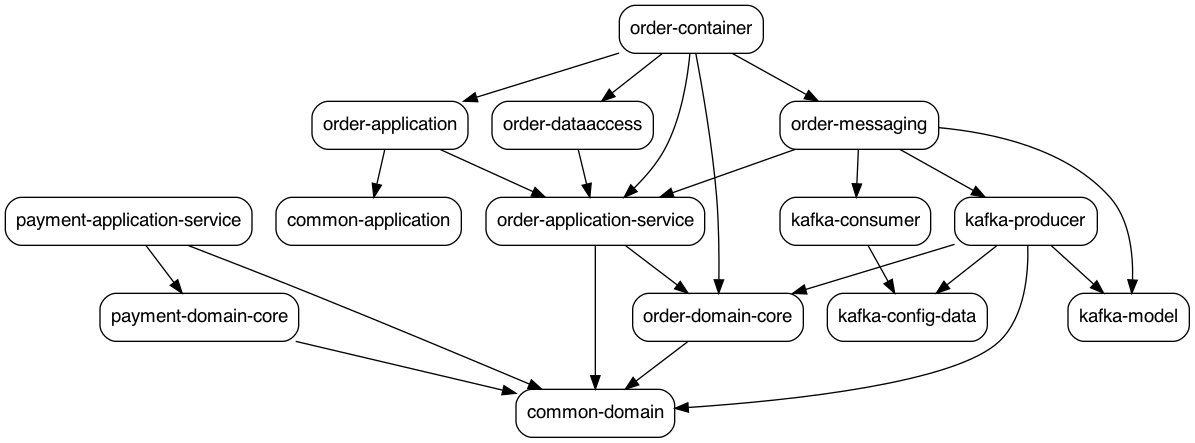 order-container
order-application
order-dataaccess
order-messaging
payment-application-service
common-application
order-application-service
kafka-consumer
kafka-producer
payment-domain-core
order-domain-core
kafka-config-data
kafka-model
common-domain